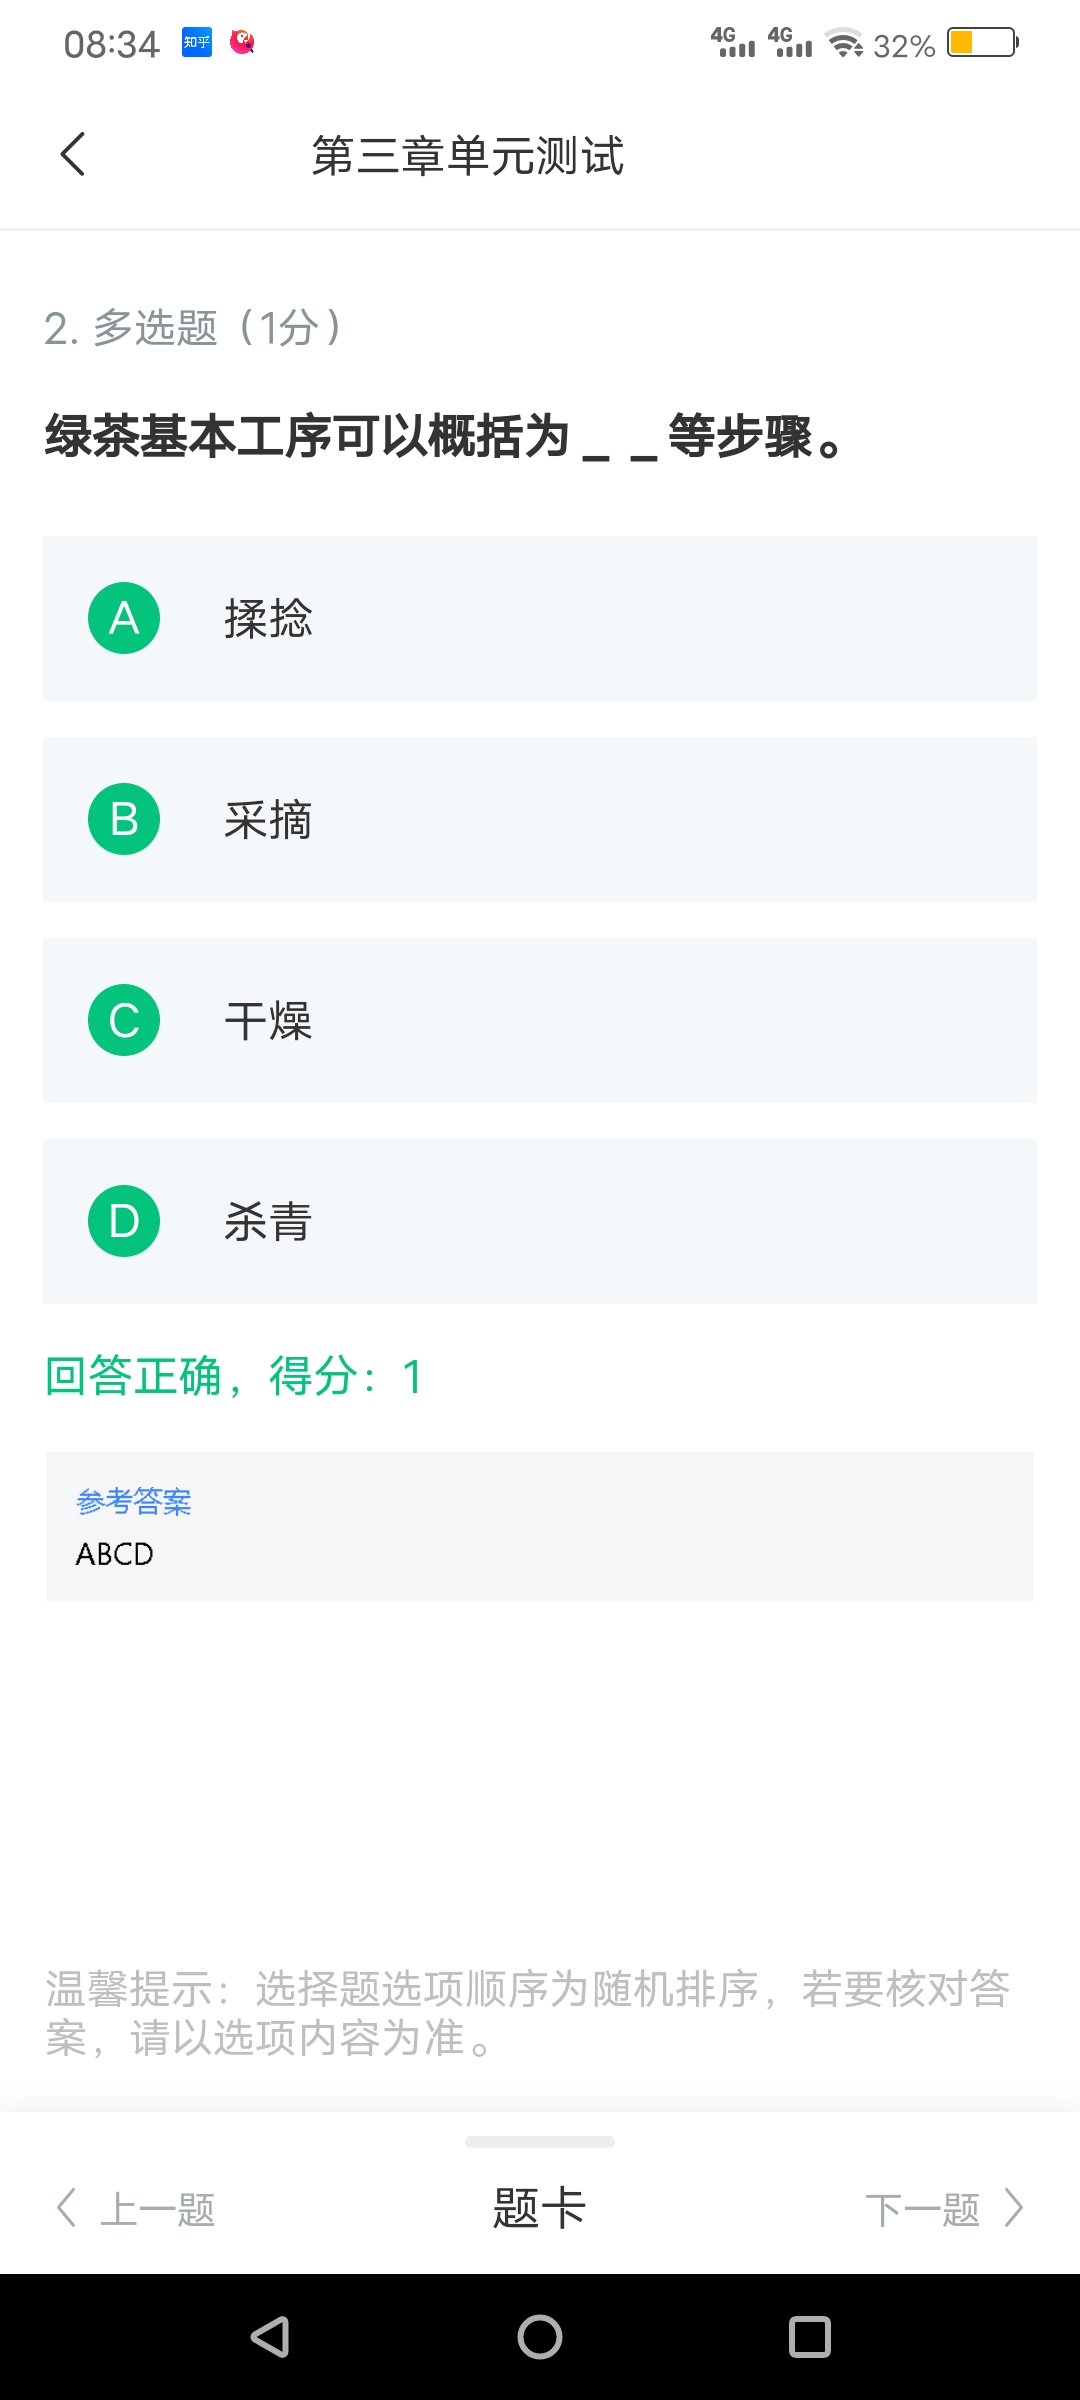 08:34 知乎 4G 4G 32%
第三章单元测试
2. 多选题（1分）
绿茶基本工序可以概括为_ _等步骤。
A 揉捻
B 采摘
C 干燥
D 杀青
回答正确，得分：1
参考答案
ABCD
温馨提示：选择题选项顺序为随机排序，若要核对答
案，请以选项内容为准。
上一题 题卡 下一题